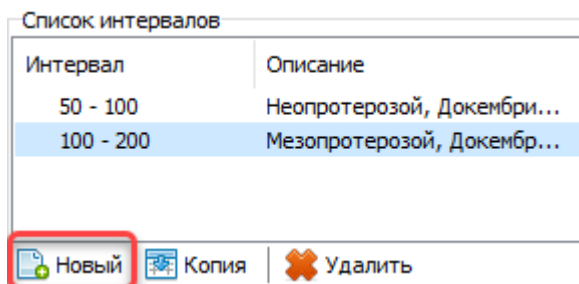 Список интервалов
Интервал Описание
50 - 100 Неопротерозой, Докембри...
100 - 200 Мезопротерозой, Докембр...
Новый Копия Удалить